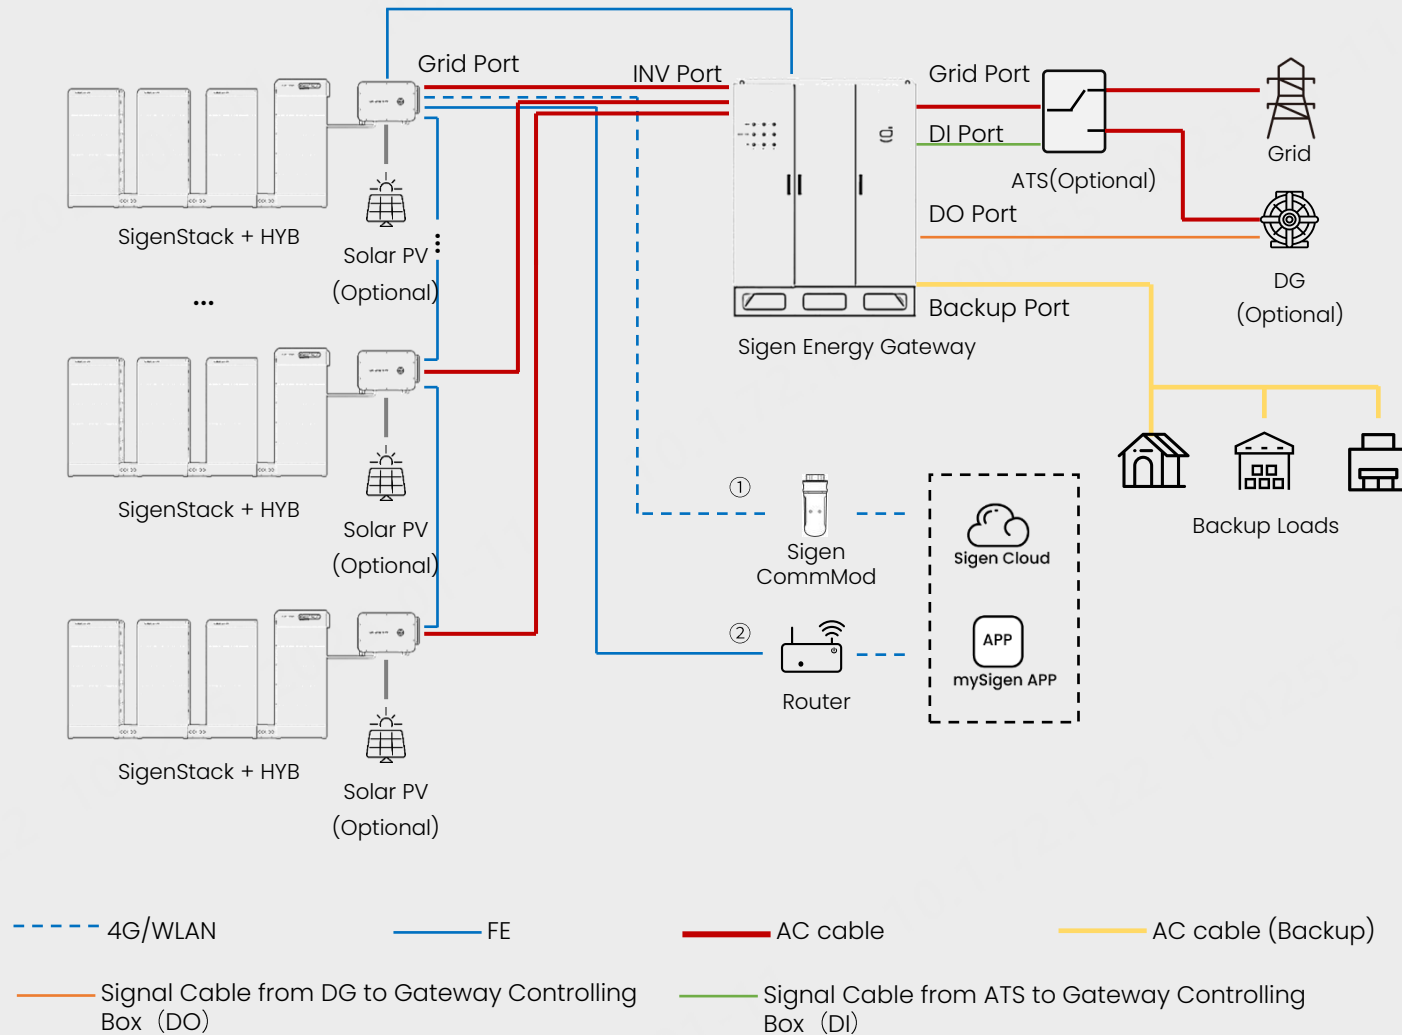 Grid Port
INV Port
Grid Port
DI Port
ATS(Optional)
Grid
DO Port
DG
(Optional)
Backup Port
Sigen Energy Gateway
SigenStack + HYB
Solar PV
(Optional)
...
SigenStack + HYB
Solar PV
(Optional)
①
Sigen
CommMod
Sigen Cloud
Backup Loads
②
Router
APP
mySigen APP
SigenStack + HYB
Solar PV
(Optional)
4G/WLAN
FE
AC cable
AC cable (Backup)
Signal Cable from DG to Gateway Controlling
Box（DO）
Signal Cable from ATS to Gateway Controlling
Box（DI）